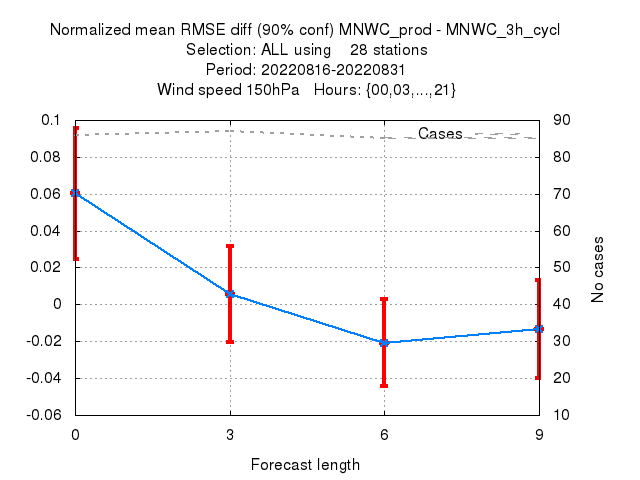 Normalized mean RMSE diff (90% conf) MNWC_prod - MNWC_3h_cycl
Selection: ALL using    28 stations
Period: 20220816-20220831
Wind speed 150hPa   Hours: {00,03,...,21}
0.1
0.08
0.06
0.04
0.02
0
-0.02
-0.04
-0.06
90
80
70
60
50
40
30
20
10
Cases
No cases
0 3 6 9
Forecast length